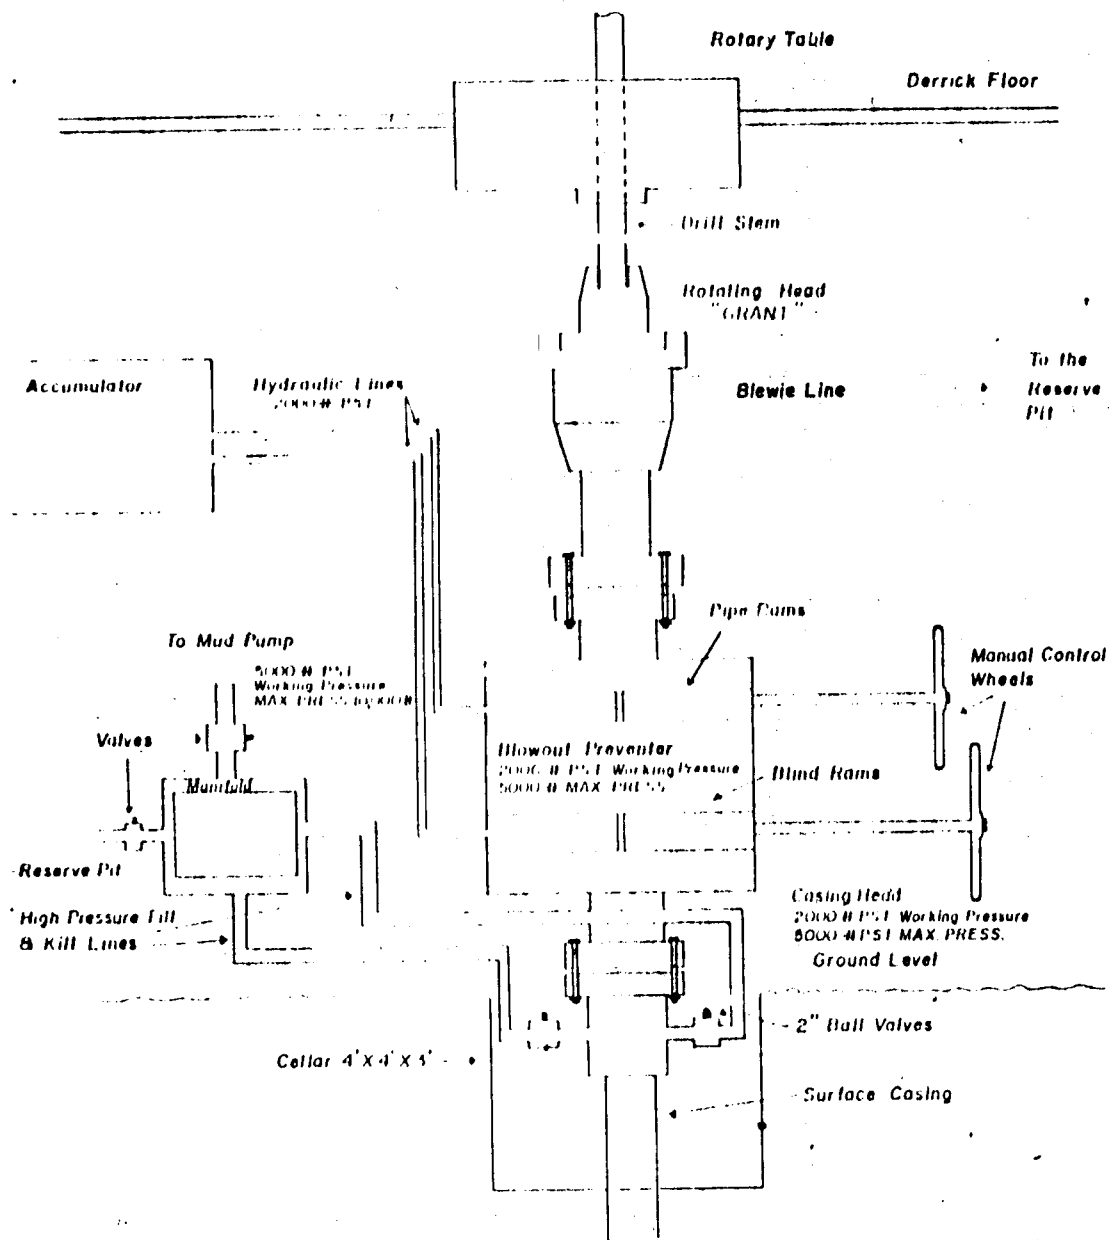 Rotary Table
Derrick Floor
Drill Stem
Rotating Head
"GRANT"
To the
Reserve
Pit
Accumulator
Hydraulic Lines
2000 # PSI
Blewie Line
Pipe Rams
To Mud Pump
5000 # PSI
Working Pressure
MAX. PRESS
Manual Control
Wheels
Valves
Manifold
Blowout Preventer
2000 # PSI Working Pressure
5000 # MAX. PRESS
Blind Rams
Reserve Pit
High Pressure Fill
& Kill Lines
Casing Head
2000 # PSI Working Pressure
# PSI MAX. PRESS.
Ground Level
2" Ball Valves
Cellar 4' X 4' X
Surface Casing